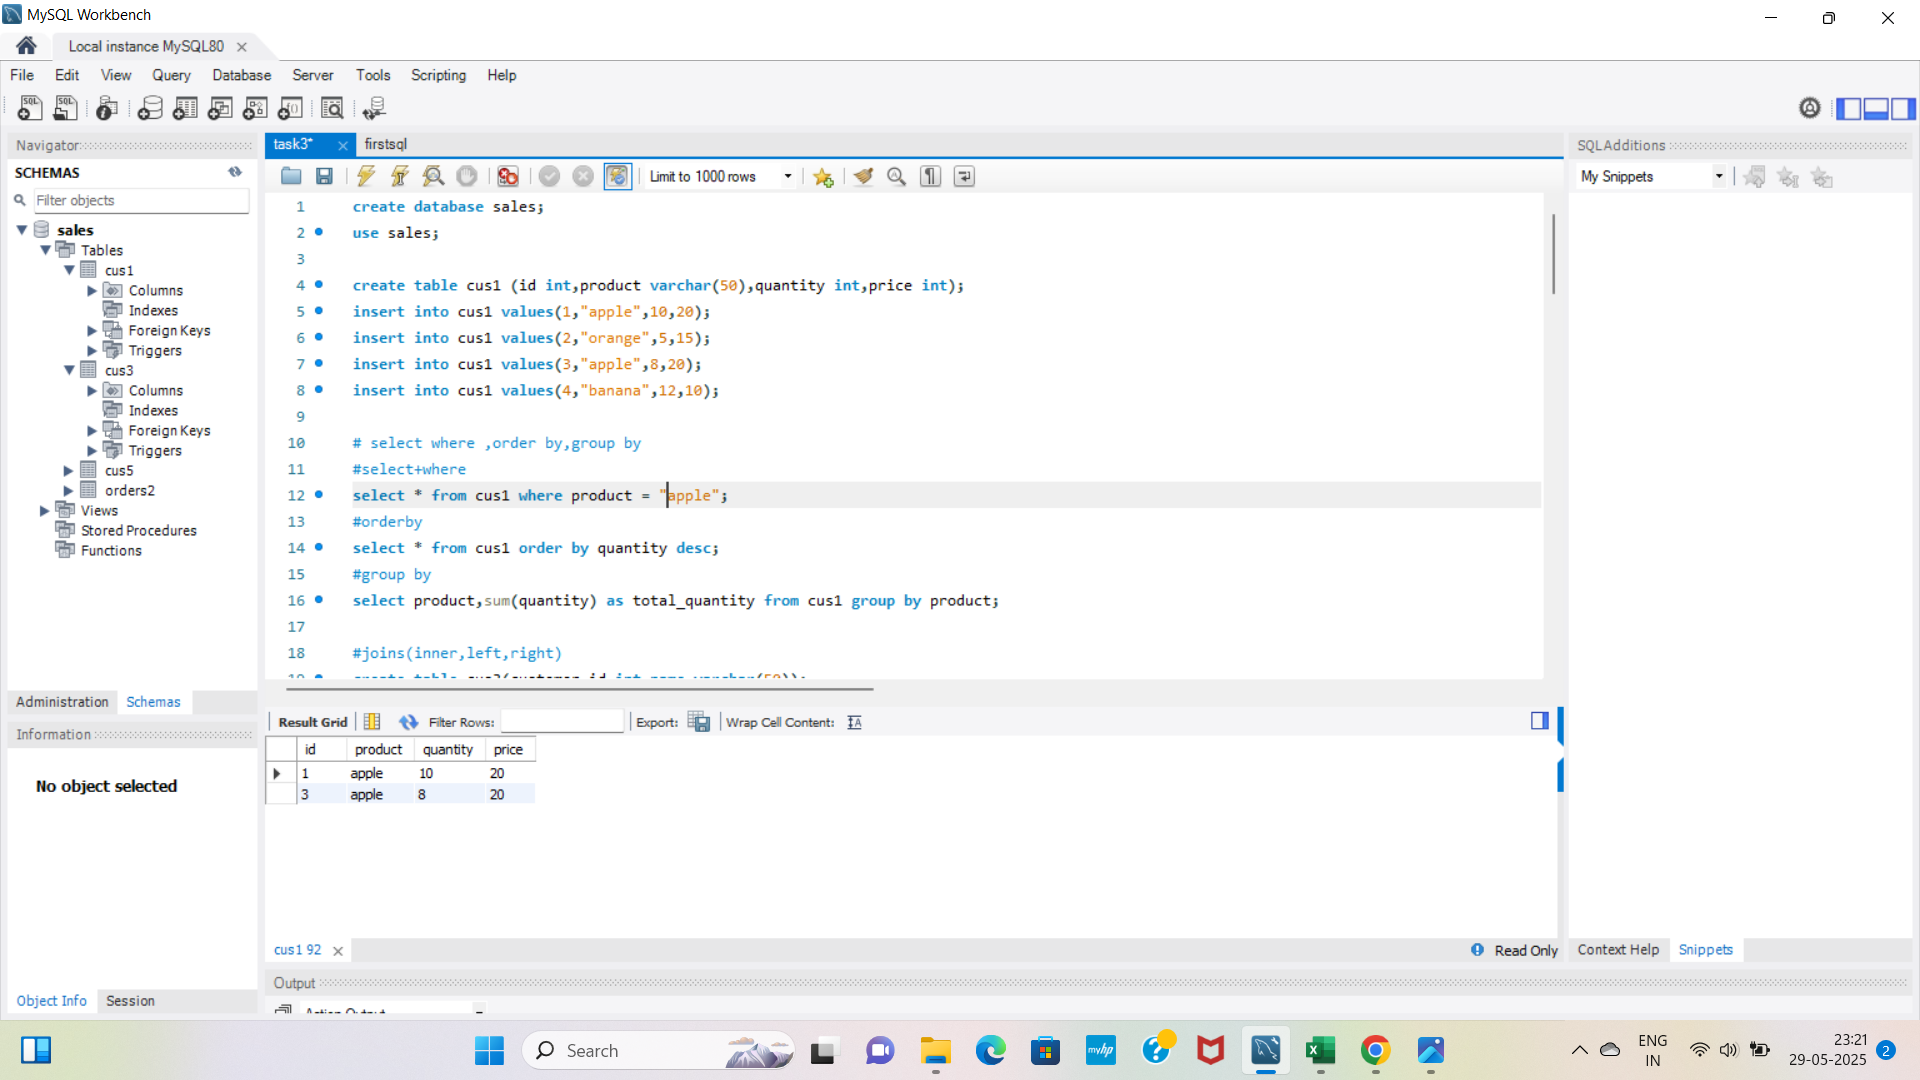 MySQL Workbench
Local instance MySQL80
File Edit View Query Database Server Tools Scripting Help
Navigator
SCHEMAS
Filter objects
sales
Tables
cus1
Columns
Indexes
Foreign Keys
Triggers
cus3
Columns
Indexes
Foreign Keys
Triggers
cus5
orders2
Views
Stored Procedures
Functions
Administration Schemas
Information
No object selected
Object Info Session
task3* firstsql
Limit to 1000 rows
1 create database sales;
2 use sales;
3
4 create table cus1 (id int,product varchar(50),quantity int,price int);
5 insert into cus1 values(1,"apple",10,20);
6 insert into cus1 values(2,"orange",5,15);
7 insert into cus1 values(3,"apple",8,20);
8 insert into cus1 values(4,"banana",12,10);
9
10 # select where ,order by,group by
11 #select+where
12 select * from cus1 where product = "apple";
13 #orderby
14 select * from cus1 order by quantity desc;
15 #group by
16 select product,sum(quantity) as total_quantity from cus1 group by product;
17
18 #joins(inner,left,right)
19 create table cus3(customer_id int,name varchar(50));
Result Grid Filter Rows: Export: Wrap Cell Content:
id product quantity price
1 apple 10 20
3 apple 8 20
cus1 92
Read Only
Output
Action Output
SQLAdditions
My Snippets
Context Help Snippets
Search
myhp
ENG
IN
23:21
29-05-2025
2